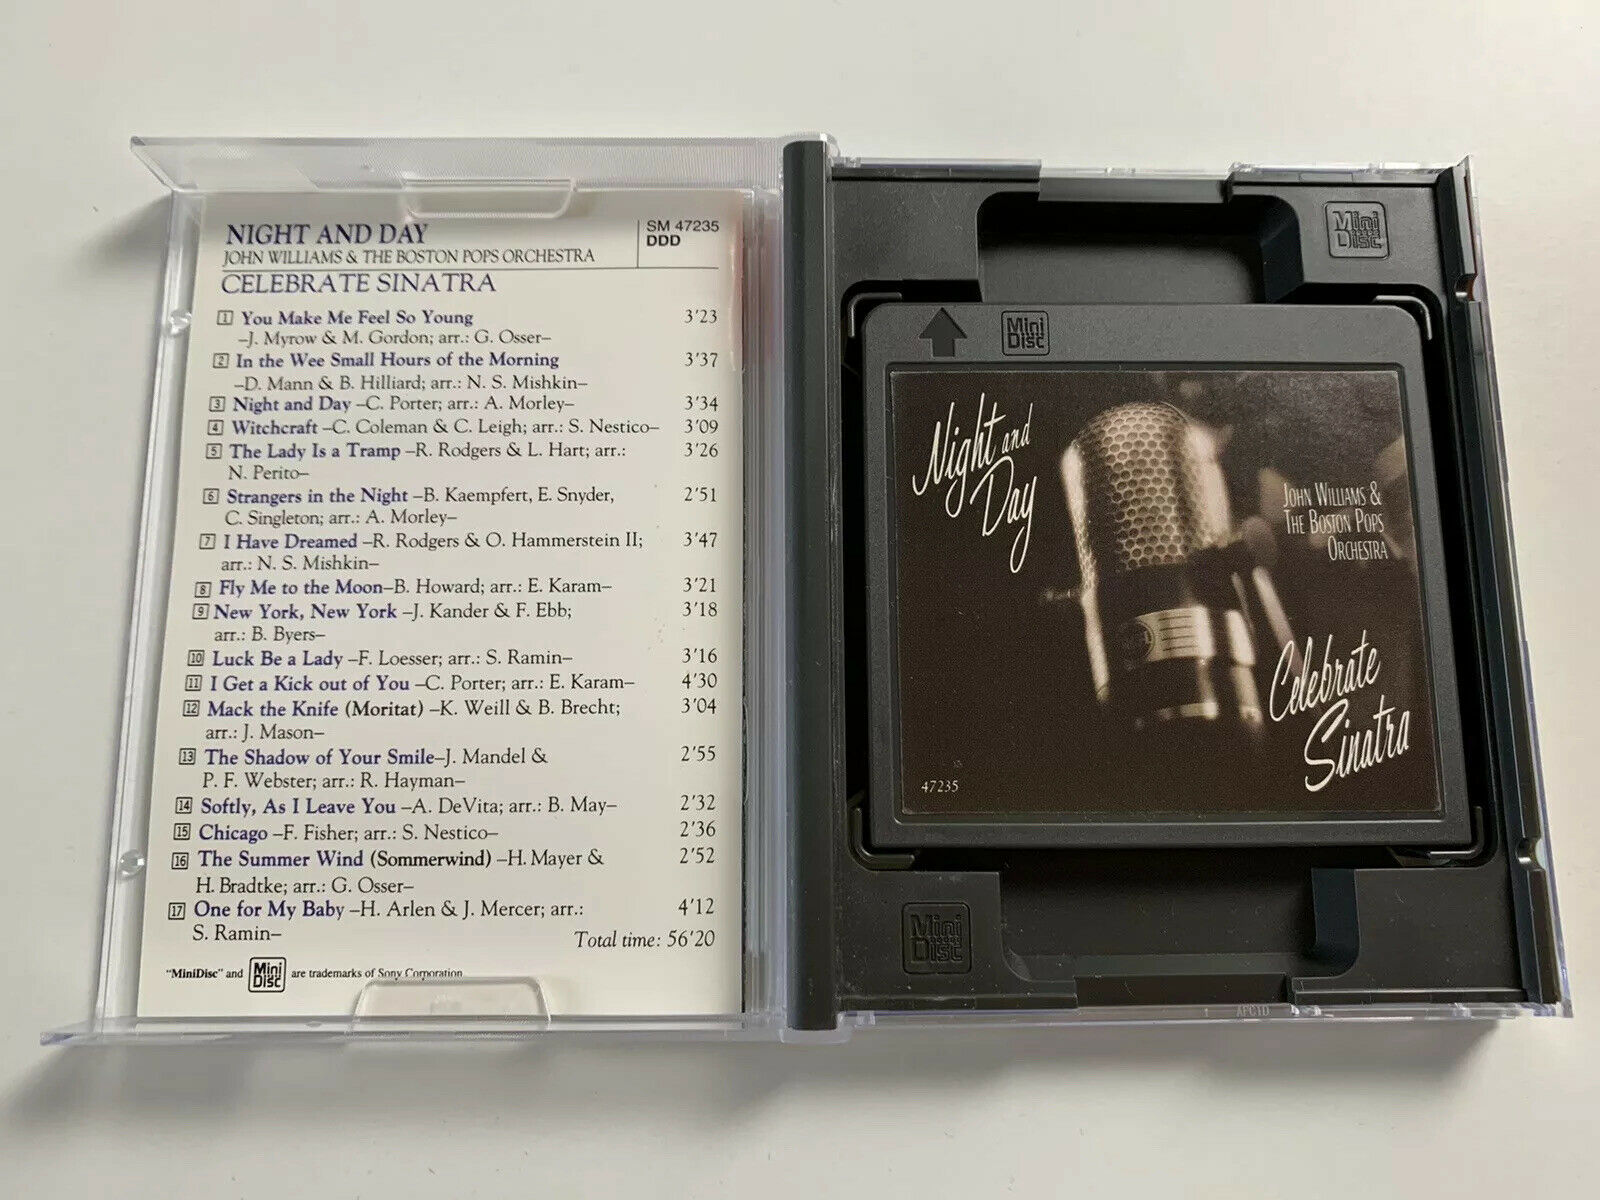 NIGHT AND DAY
JOHN WILLIAMS & THE BOSTON POPS ORCHESTRA
CELEBRATE SINATRA
SM 47235
DDD
1 You Make Me Feel So Young 3'23
–J. Myrow & M. Gordon; arr.: G. Osser–
2 In the Wee Small Hours of the Morning 3'37
–D. Mann & B. Hilliard; arr.: N. S. Mishkin–
3 Night and Day –C. Porter; arr.: A. Morley– 3'34
4 Witchcraft –C. Coleman & C. Leigh; arr.: S. Nestico– 3'09
5 The Lady Is a Tramp –R. Rodgers & L. Hart; arr.: 3'26
N. Perito–
6 Strangers in the Night –B. Kaempfert, E. Snyder, 2'51
C. Singleton; arr.: A. Morley–
7 I Have Dreamed –R. Rodgers & O. Hammerstein II; 3'47
arr.: N. S. Mishkin–
8 Fly Me to the Moon–B. Howard; arr.: E. Karam– 3'21
9 New York, New York –J. Kander & F. Ebb; 3'18
arr.: B. Byers–
10 Luck Be a Lady –F. Loesser; arr.: S. Ramin– 3'16
11 I Get a Kick out of You –C. Porter; arr.: E. Karam– 4'30
12 Mack the Knife (Moritat) –K. Weill & B. Brecht; 3'04
arr.: J. Mason–
13 The Shadow of Your Smile–J. Mandel & 2'55
P. F. Webster; arr.: R. Hayman–
14 Softly, As I Leave You –A. DeVita; arr.: B. May– 2'32
15 Chicago –F. Fisher; arr.: S. Nestico– 2'36
16 The Summer Wind (Sommerwind) –H. Mayer & 2'52
H. Bradtke; arr.: G. Osser–
17 One for My Baby –H. Arlen & J. Mercer; arr.: 4'12
S. Ramin–
Total time: 56'20
"MiniDisc" and Mini Disc are trademarks of Sony Corporation
Mini
Disc
Mini
Disc
Night and
Day
JOHN WILLIAMS &
THE BOSTON POPS
ORCHESTRA
Celebrate
Sinatra
47235
Mini
Disc